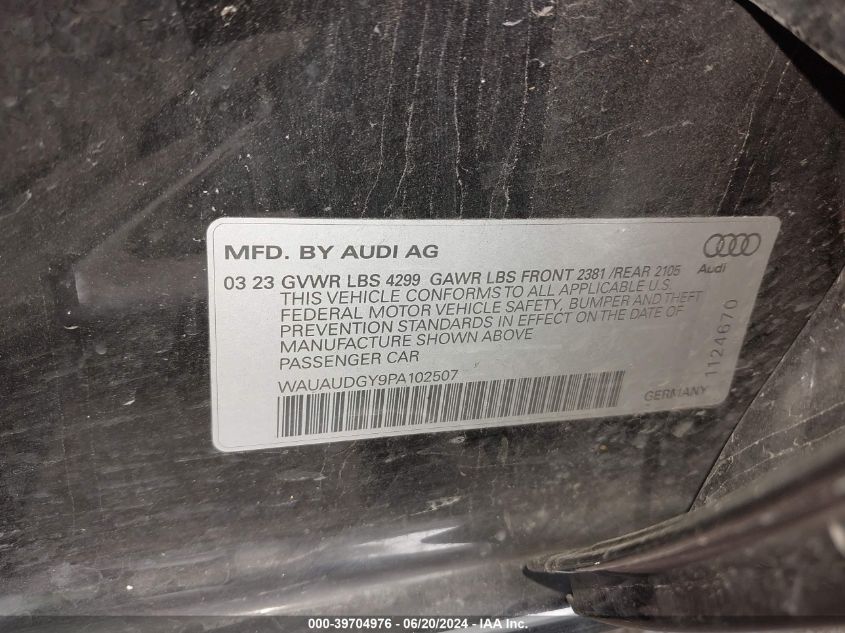 MFD. BY AUDI AG
Audi
03 23 GVWR LBS 4299 GAWR LBS FRONT 2381 /REAR 2105
THIS VEHICLE CONFORMS TO ALL APPLICABLE U.S.
FEDERAL MOTOR VEHICLE SAFETY, BUMPER AND THEFT
PREVENTION STANDARDS IN EFFECT ON THE DATE OF
MANUFACTURE SHOWN ABOVE
PASSENGER CAR
WAUAUDGY9PA102507
GERMANY
1124670
000-39704976 - 06/20/2024 - IAA Inc.